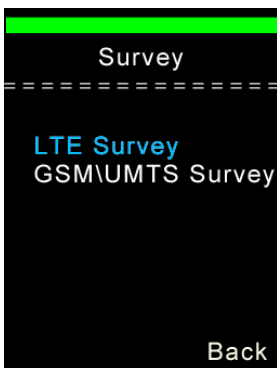 Survey
===============
LTE Survey
GSM\UMTS Survey
Back